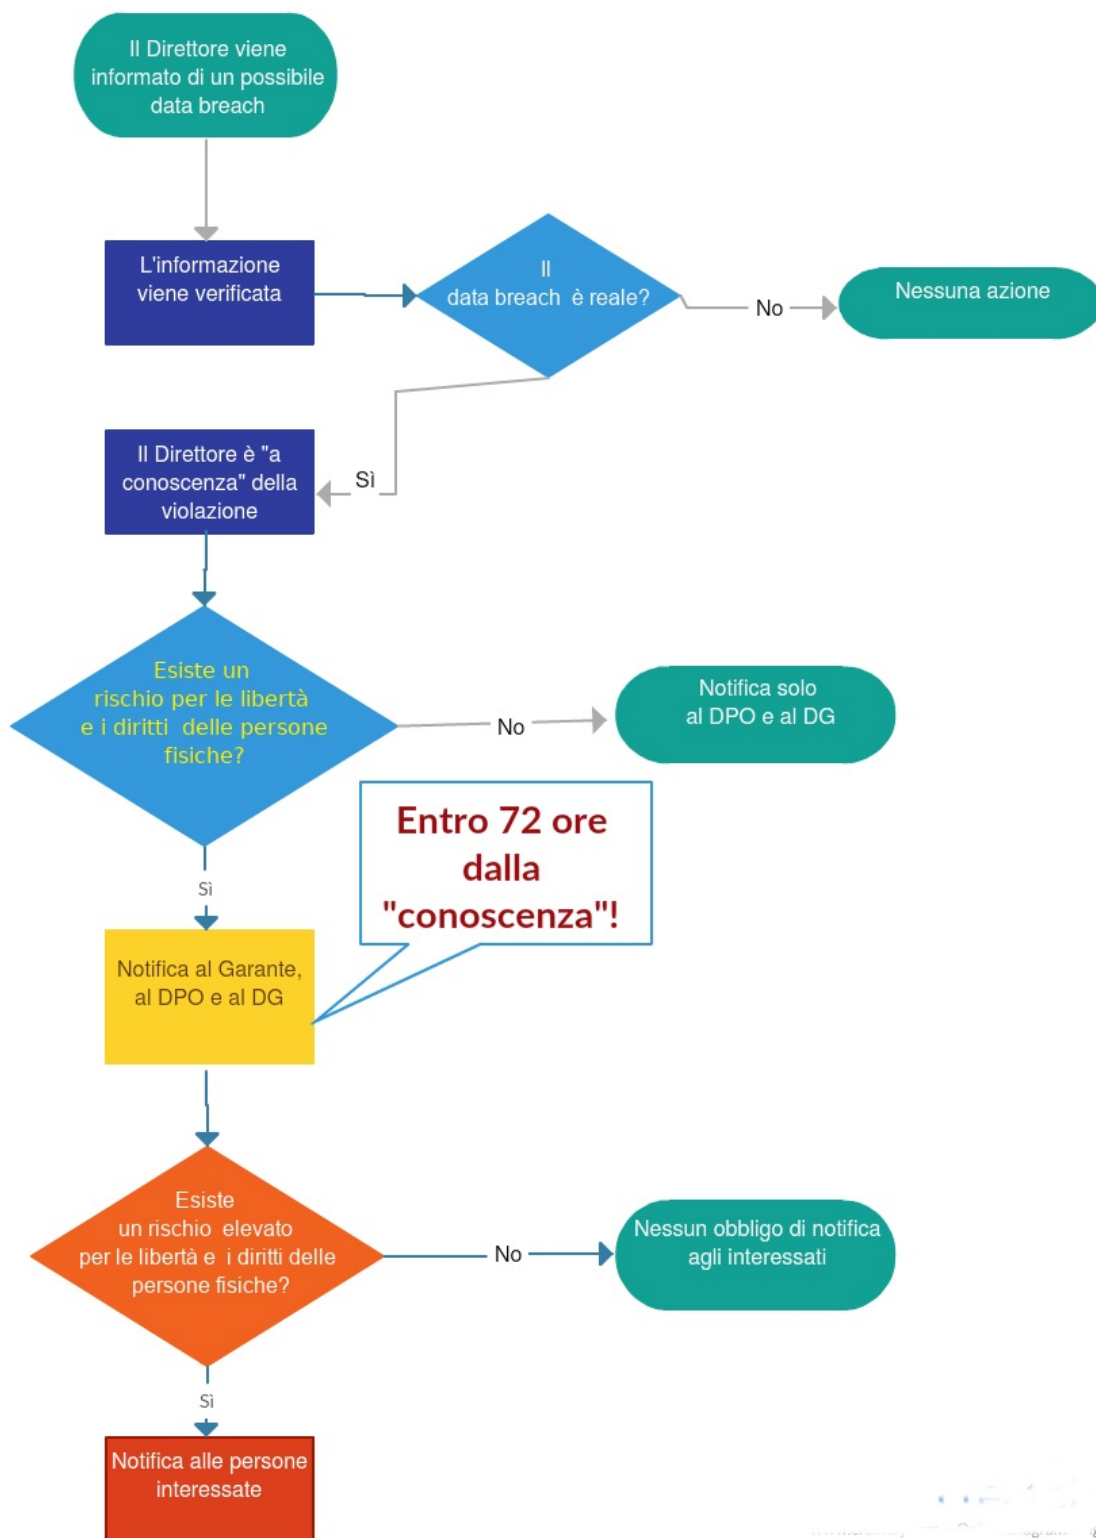 Il Direttore viene
informato di un possibile
data breach
L'informazione
viene verificata
Il
data breach è reale?
No
Nessuna azione
Sì
Il Direttore è "a
conoscenza" della
violazione
Esiste un
rischio per le libertà
e i diritti delle persone
fisiche?
No
Notifica solo
al DPO e al DG
Entro 72 ore
dalla
"conoscenza"!
Sì
Notifica al Garante,
al DPO e al DG
Esiste
un rischio elevato
per le libertà e i diritti delle
persone fisiche?
No
Nessun obbligo di notifica
agli interessati
Sì
Notifica alle persone
interessate